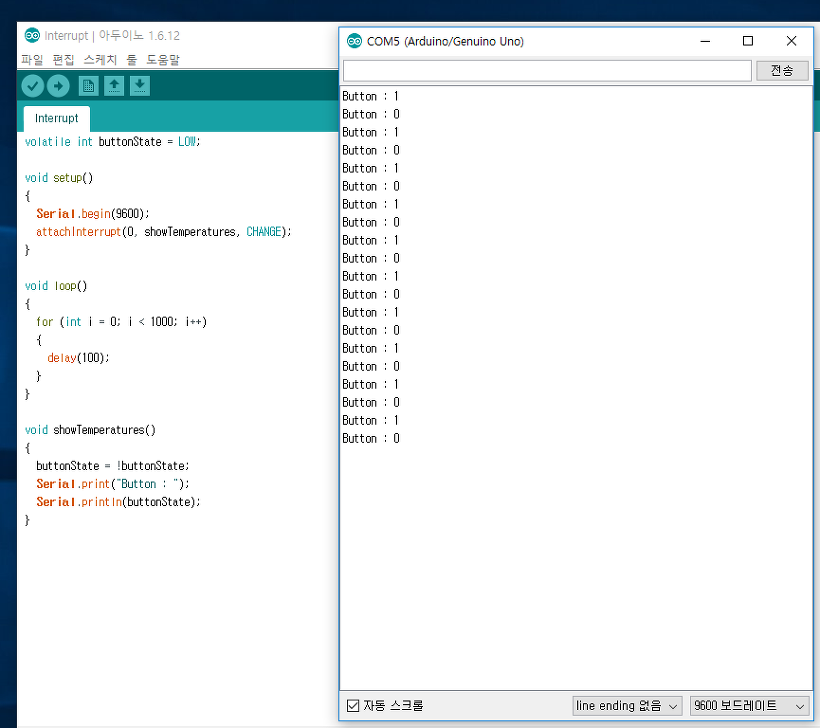 Interrupt | 아두이노 1.6.12
파일 편집 스케치 툴 도움말
Interrupt
volatile int buttonState = LOW;
void setup()
{
Serial.begin(9600);
attachInterrupt(0, showTemperatures, CHANGE);
}
void loop()
{
for (int i = 0; i < 1000; i++)
{
delay(100);
}
}
void showTemperatures()
{
buttonState = !buttonState;
Serial.print("Button : ");
Serial.println(buttonState);
}
COM5 (Arduino/Genuino Uno)
전송
Button : 1
Button : 0
Button : 1
Button : 0
Button : 1
Button : 0
Button : 1
Button : 0
Button : 1
Button : 0
Button : 1
Button : 0
Button : 1
Button : 0
Button : 1
Button : 0
Button : 1
Button : 0
Button : 1
Button : 0
자동 스크롤
line ending 없음
9600 보드레이트